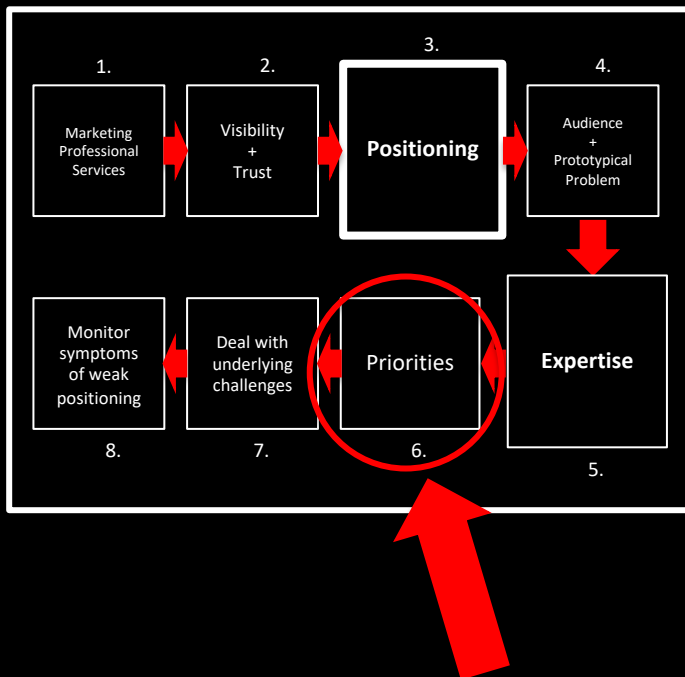 1.
Marketing
Professional
Services
2.
Visibility
+
Trust
3.
Positioning
4.
Audience
+
Prototypical
Problem
Expertise
5.
Priorities
6.
Deal with
underlying
challenges
7.
Monitor
symptoms
of weak
positioning
8.